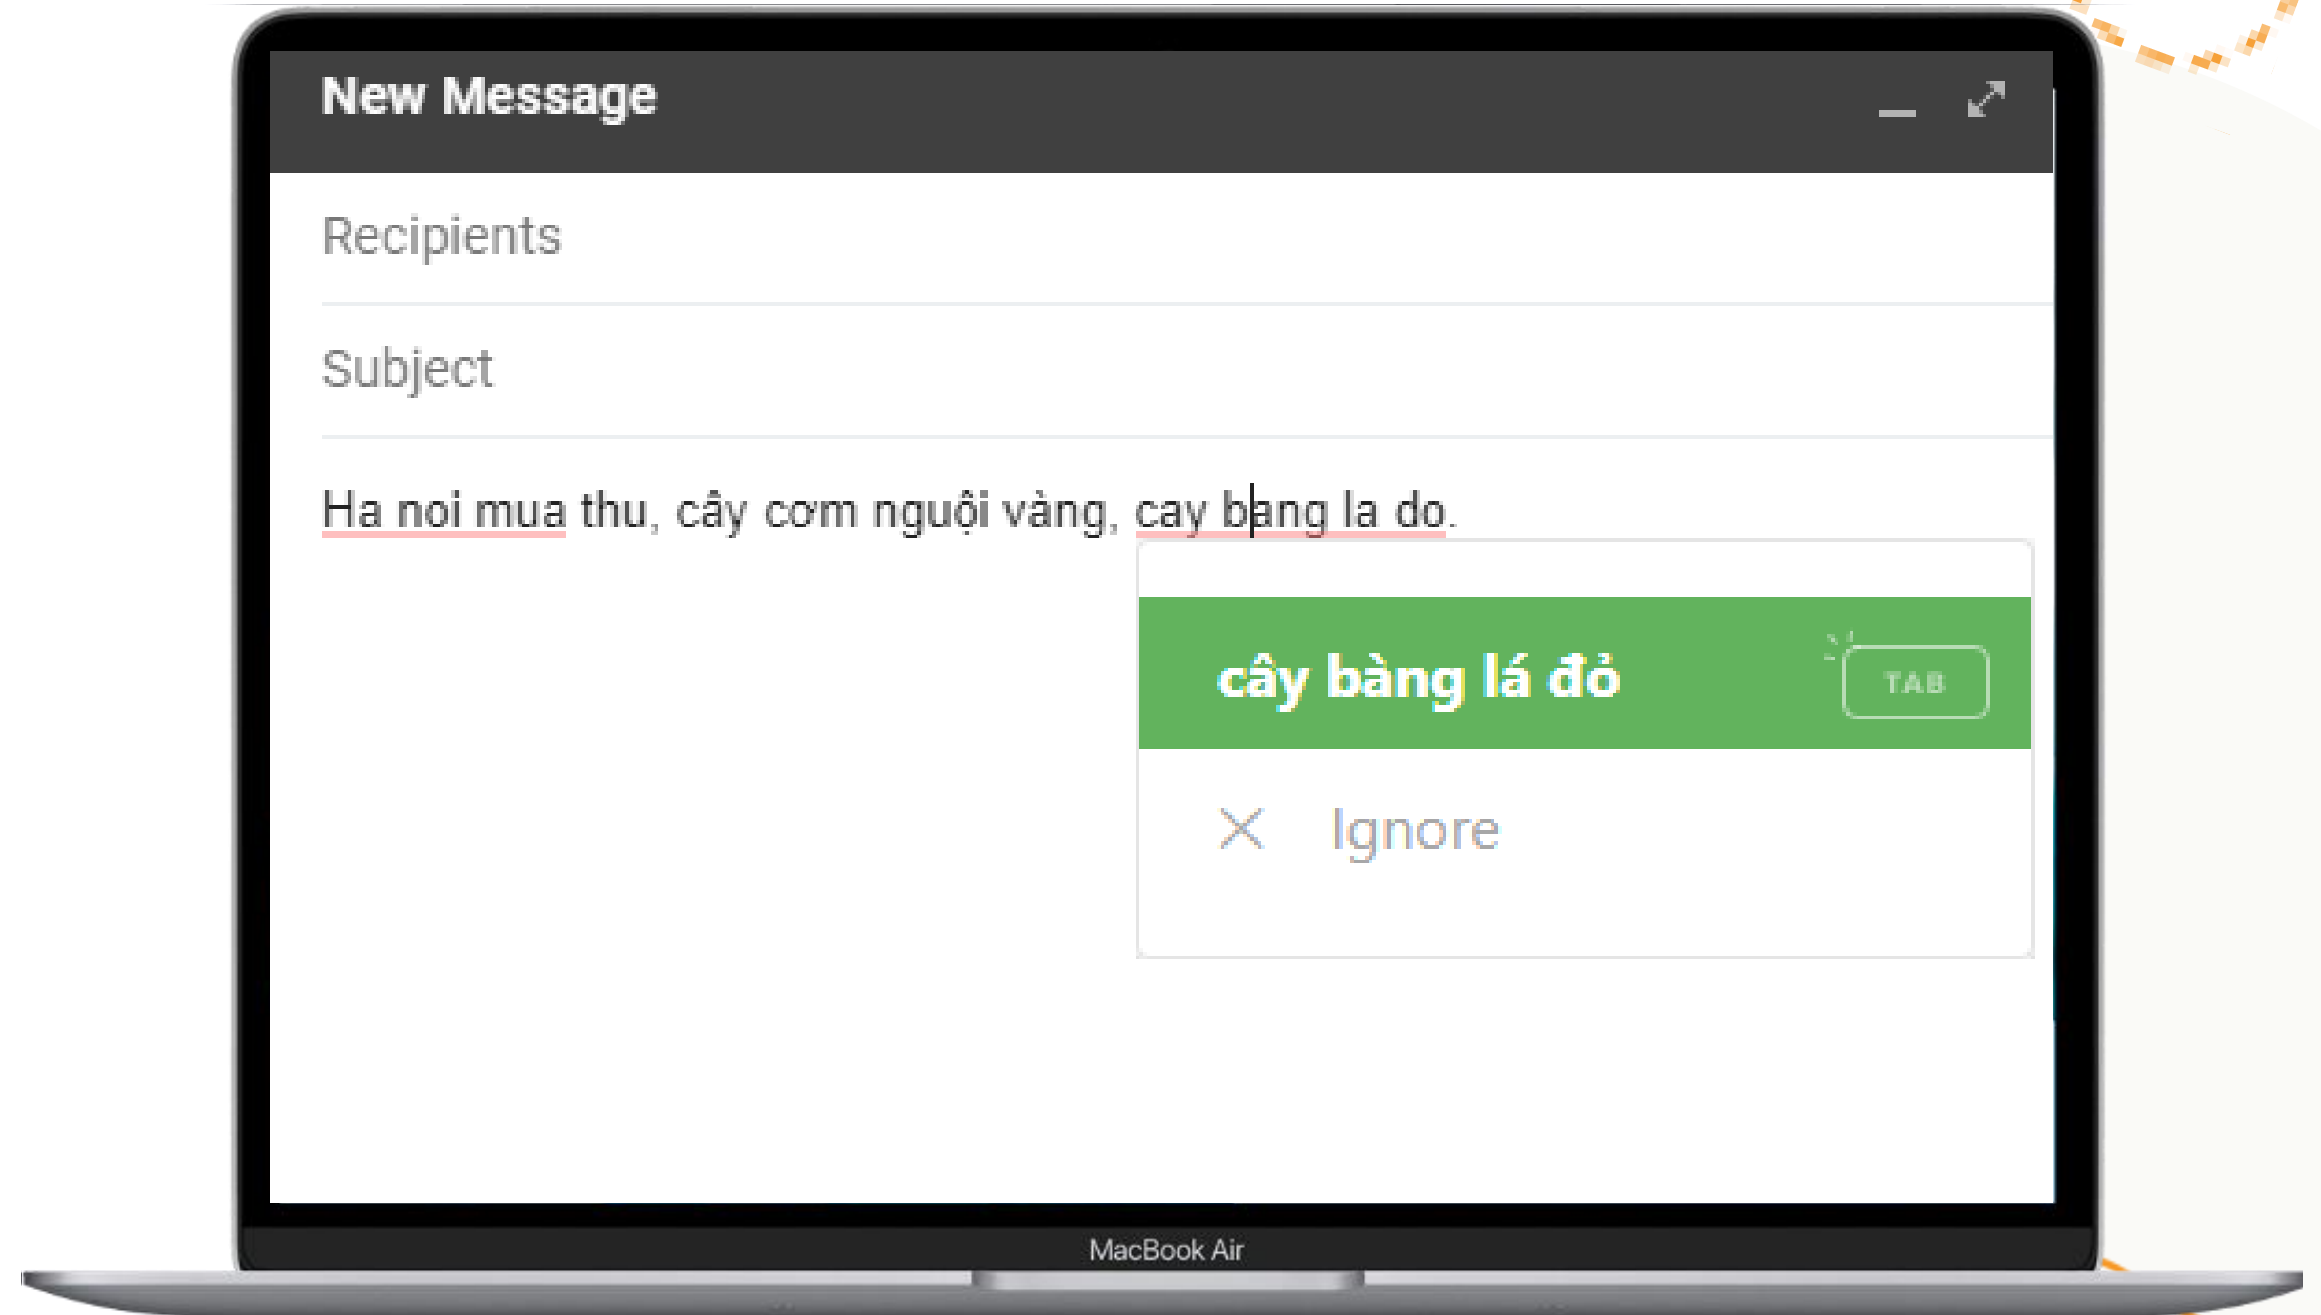 New Message
Recipients
Subject
Ha noi mua thu, cây cơm nguội vàng, cay bang la do.
cây bàng lá đỏ TAB
Ignore
MacBook Air